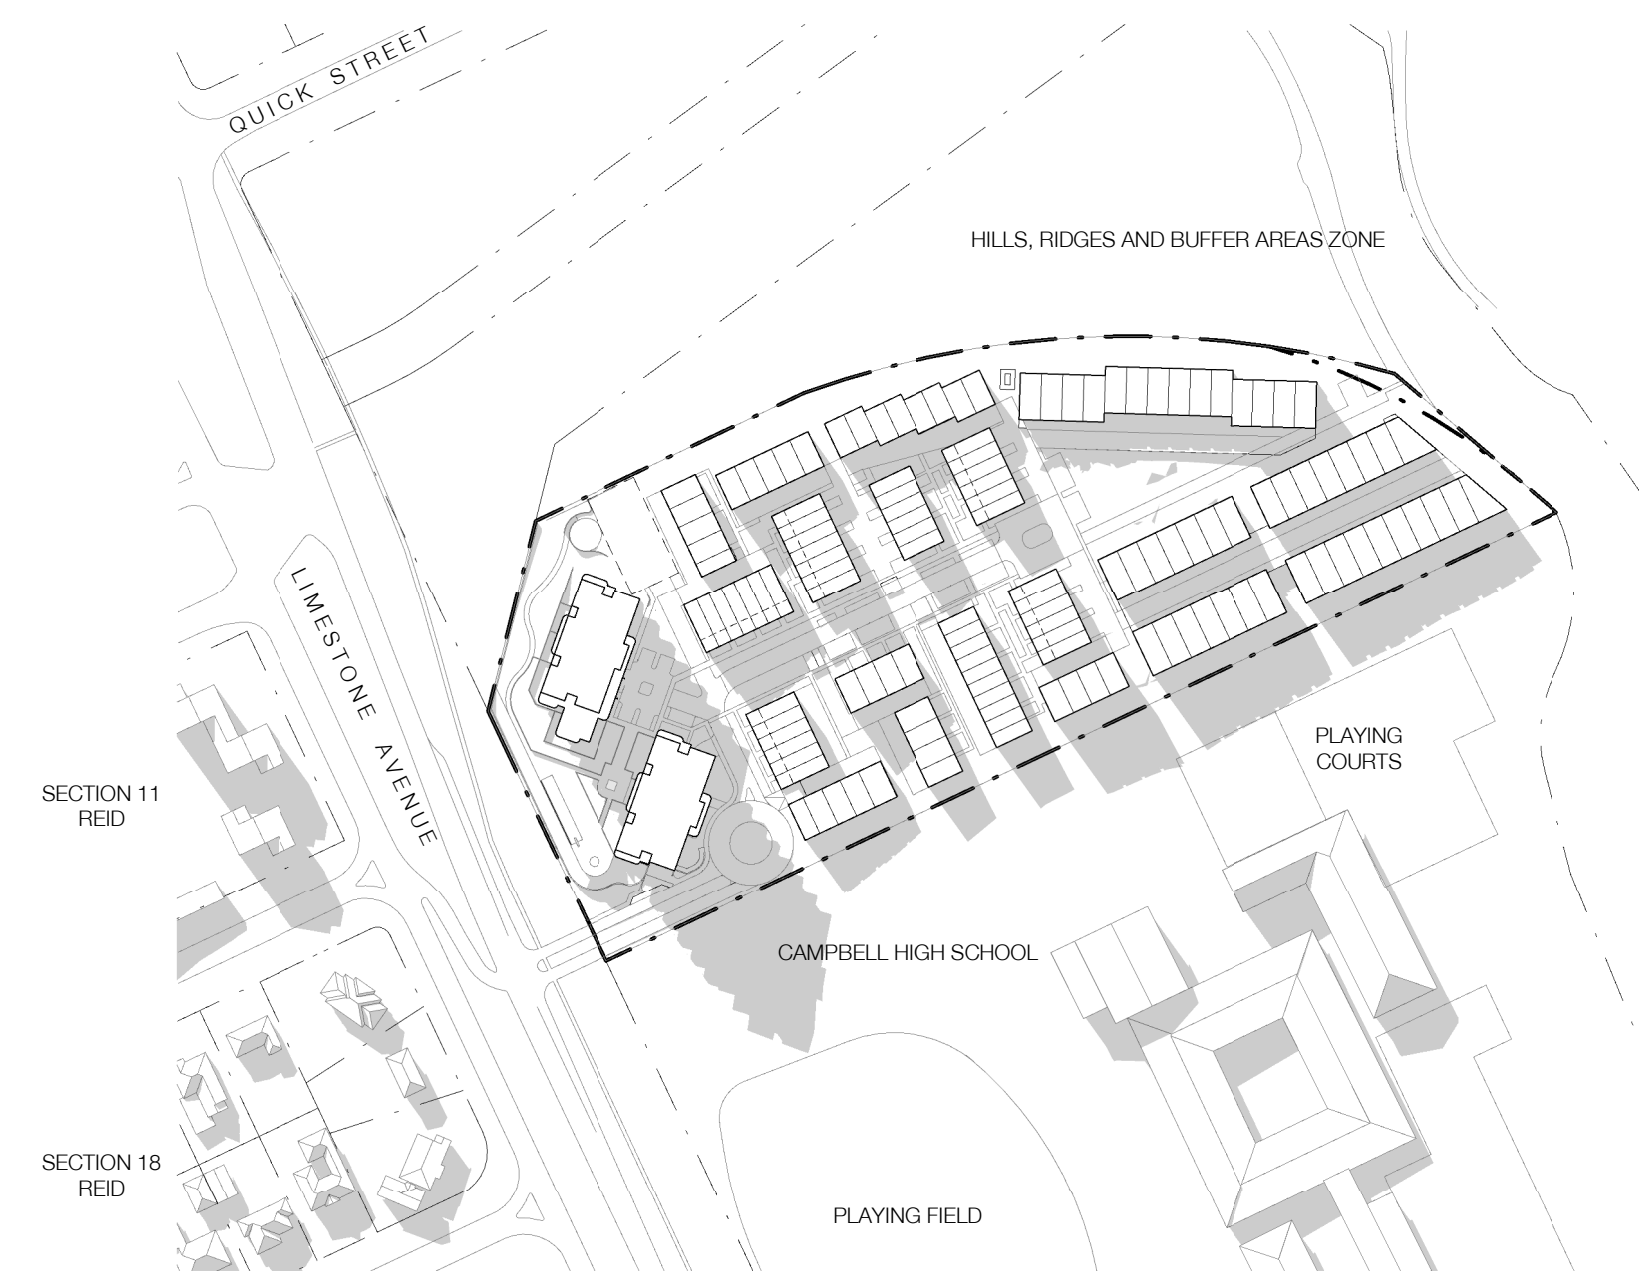 QUICK STREET
HILLS, RIDGES AND BUFFER AREAS ZONE
LIMESTONE AVENUE
PLAYING
COURTS
SECTION 11
REID
CAMPBELL HIGH SCHOOL
SECTION 18
REID
PLAYING FIELD